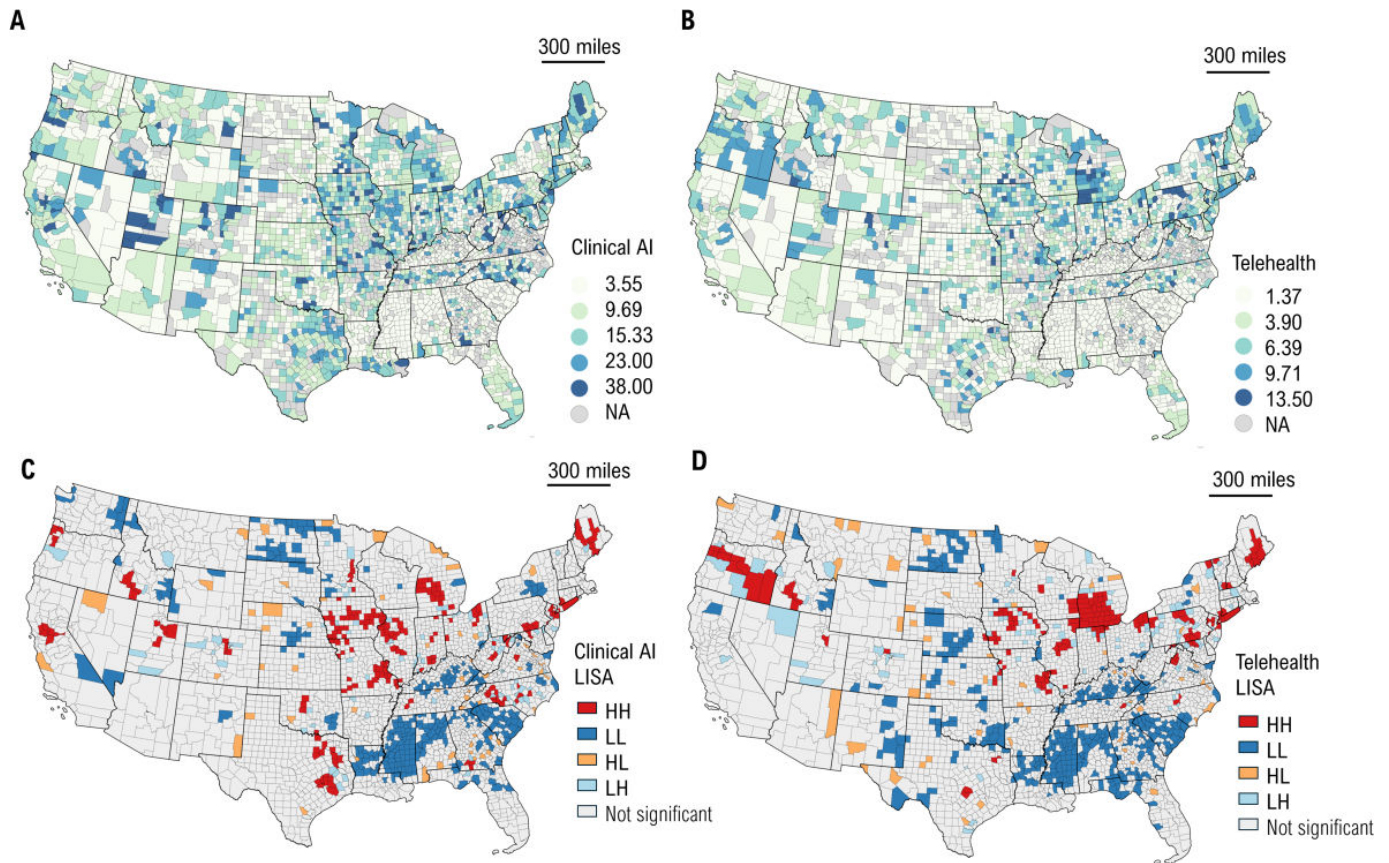 A
300 miles
Clinical AI
3.55
9.69
15.33
23.00
38.00
NA
B
300 miles
Telehealth
1.37
3.90
6.39
9.71
13.50
NA
C
300 miles
Clinical AI
LISA
HH
LL
HL
LH
Not significant
D
300 miles
Telehealth
LISA
HH
LL
HL
LH
Not significant